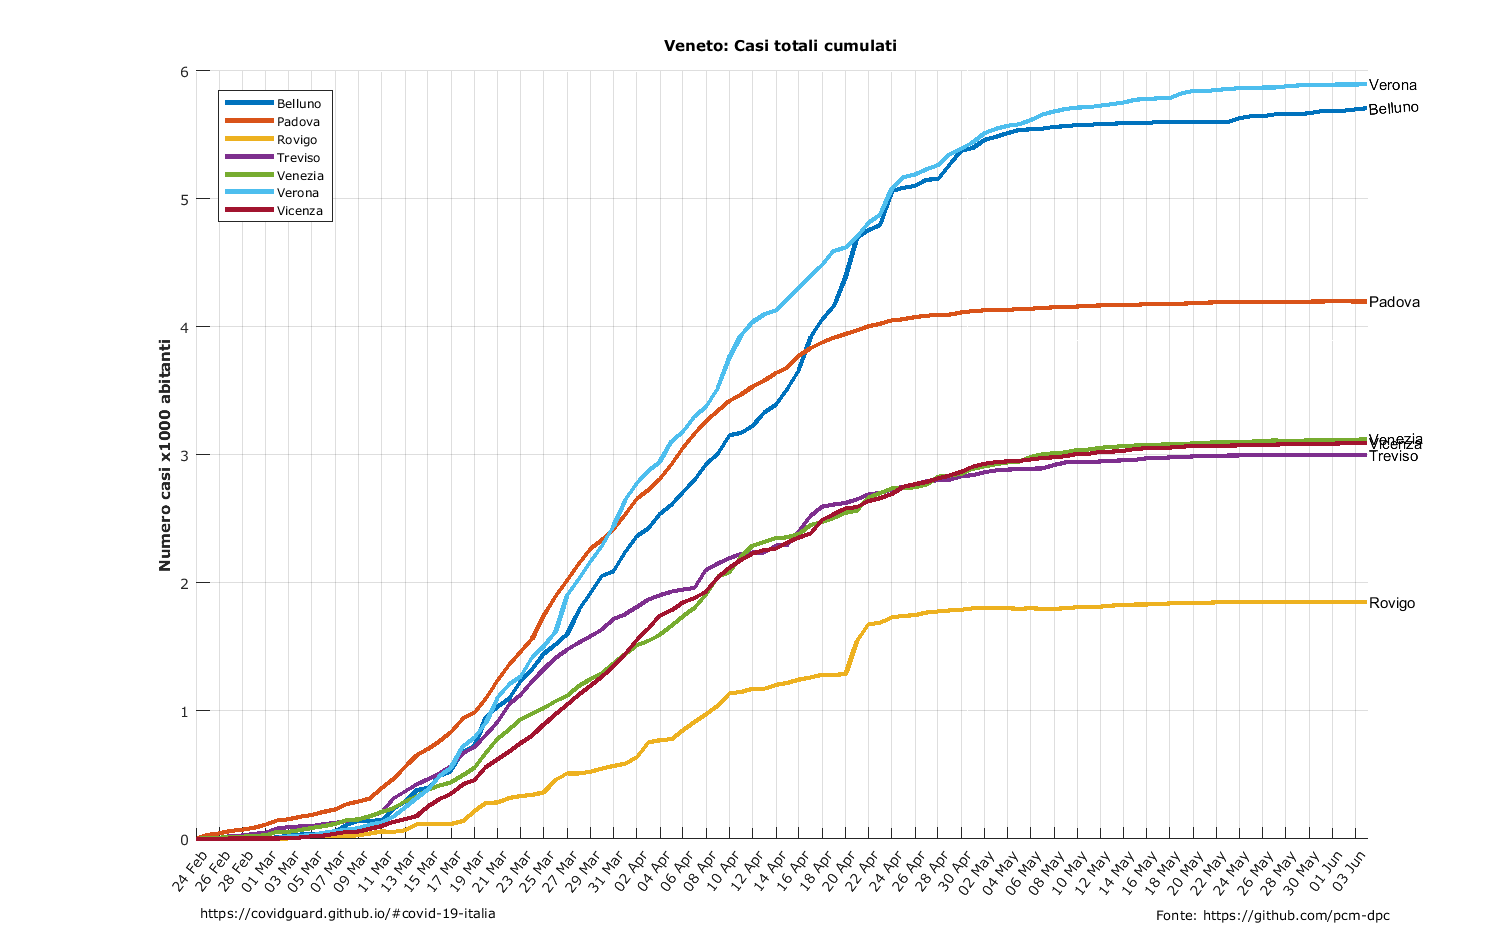 Veneto: Casi totali cumulati
Numero casi x1000 abitanti
6
5
4
3
2
1
0
Belluno
Padova
Rovigo
Treviso
Venezia
Verona
Vicenza
Verona
Belluno
Padova
Venezia
Vicenza
Treviso
Rovigo
24 Feb
26 Feb
28 Feb
01 Mar
03 Mar
05 Mar
07 Mar
09 Mar
11 Mar
13 Mar
15 Mar
17 Mar
19 Mar
21 Mar
23 Mar
25 Mar
27 Mar
29 Mar
31 Mar
02 Apr
04 Apr
06 Apr
08 Apr
10 Apr
12 Apr
14 Apr
16 Apr
18 Apr
20 Apr
22 Apr
24 Apr
26 Apr
28 Apr
30 Apr
02 May
04 May
06 May
08 May
10 May
12 May
14 May
16 May
18 May
20 May
22 May
24 May
26 May
28 May
30 May
01 Jun
03 Jun
https://covidguard.github.io/#covid-19-italia
Fonte: https://github.com/pcm-dpc